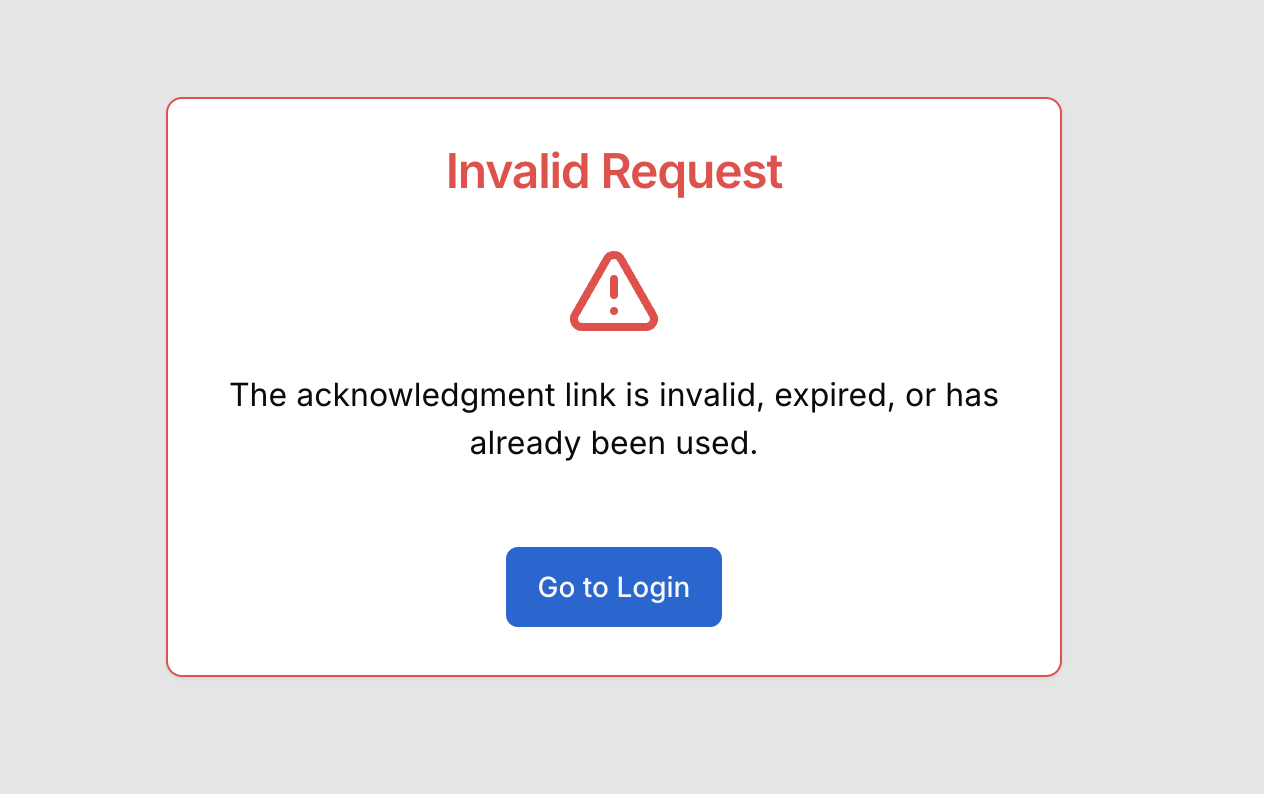 Invalid Request
The acknowledgment link is invalid, expired, or has
already been used.
Go to Login